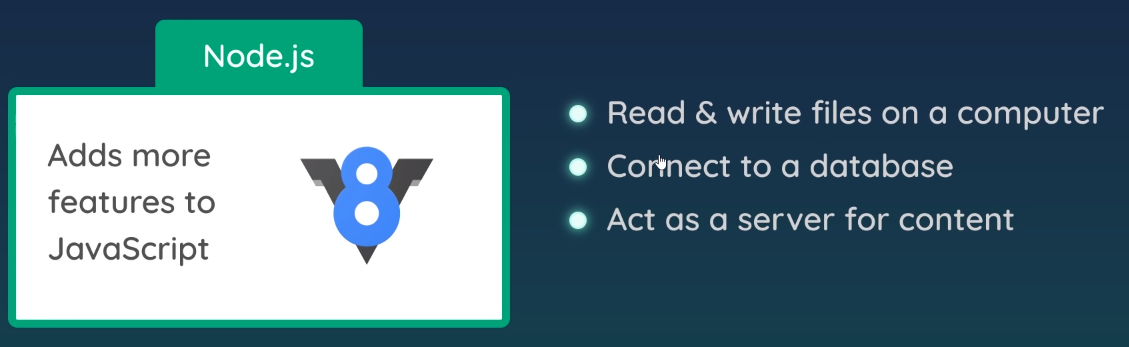 Node.js
Adds more
features to
JavaScript
8
Read & write files on a computer
Connect to a database
Act as a server for content